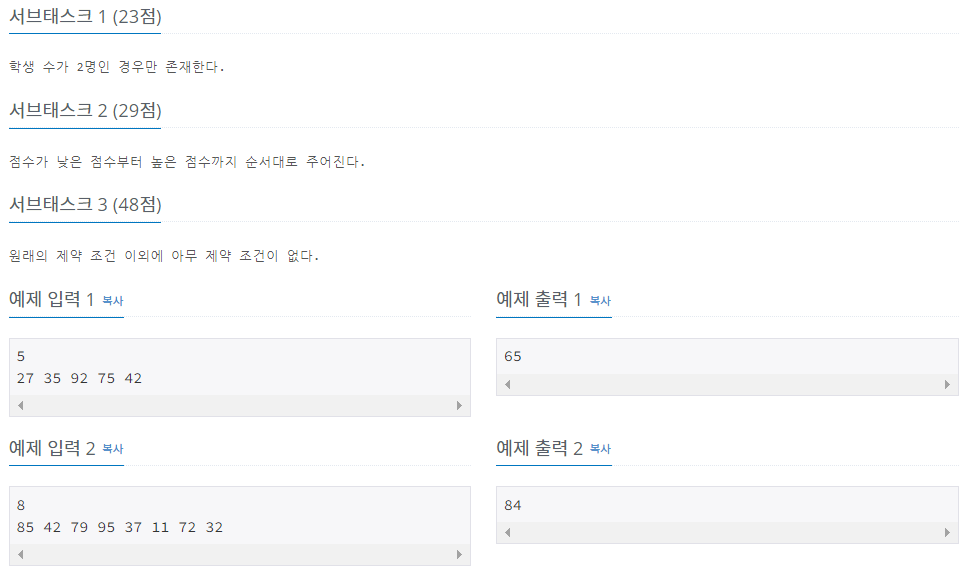 서브태스크 1 (23점)
학생 수가 2명인 경우만 존재한다.
서브태스크 2 (29점)
점수가 낮은 점수부터 높은 점수까지 순서대로 주어진다.
서브태스크 3 (48점)
원래의 제약 조건 이외에 아무 제약 조건이 없다.
예제 입력 1 복사
5
27 35 92 75 42
예제 출력 1 복사
65
예제 입력 2 복사
8
85 42 79 95 37 11 72 32
예제 출력 2 복사
84